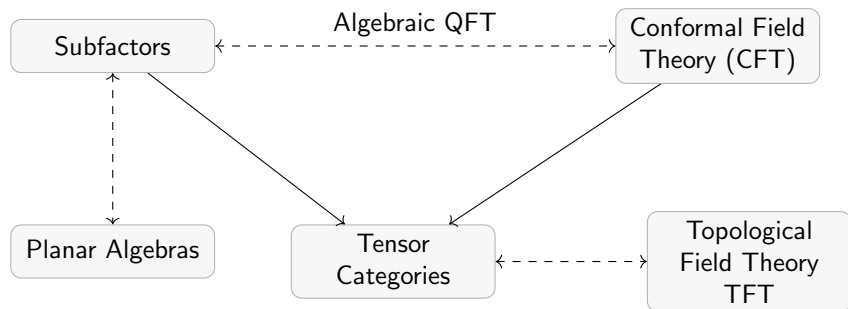 Algebraic QFT
Subfactors
Conformal Field
Theory (CFT)
Planar Algebras
Tensor
Categories
Topological
Field Theory
TFT